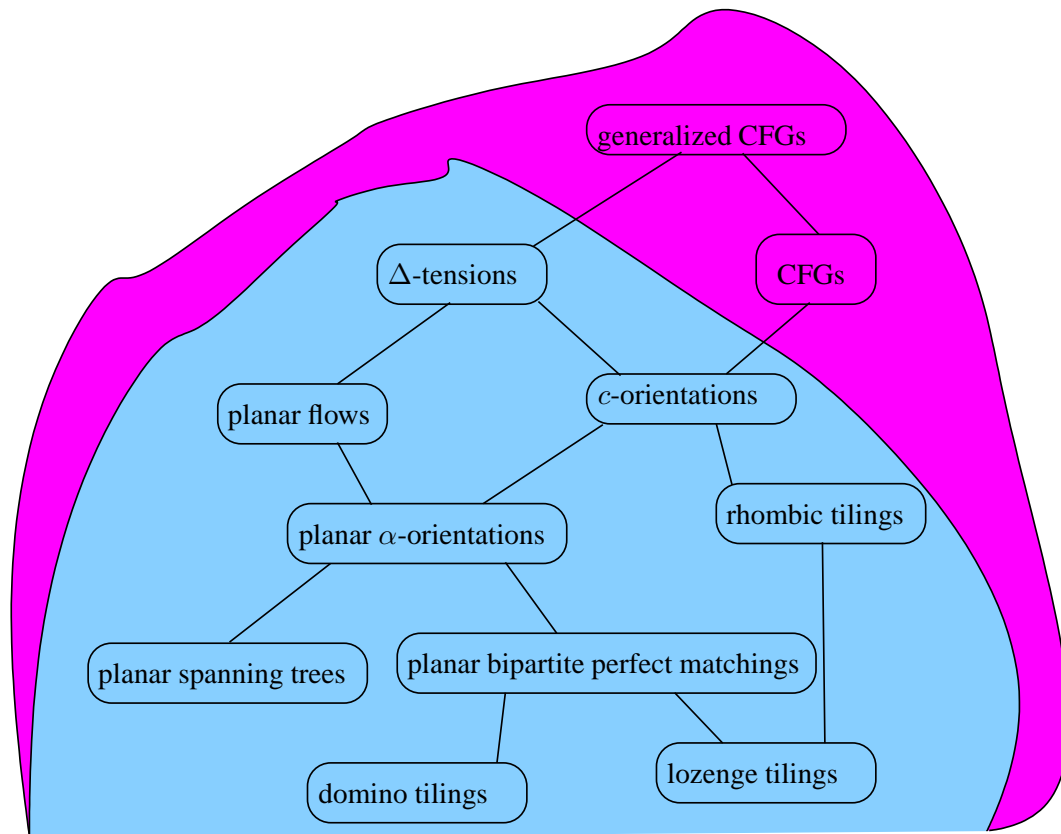 generalized CFGs
Δ-tensions
CFGs
planar flows
c-orientations
rhombic tilings
planar α-orientations
planar spanning trees
planar bipartite perfect matchings
domino tilings
lozenge tilings